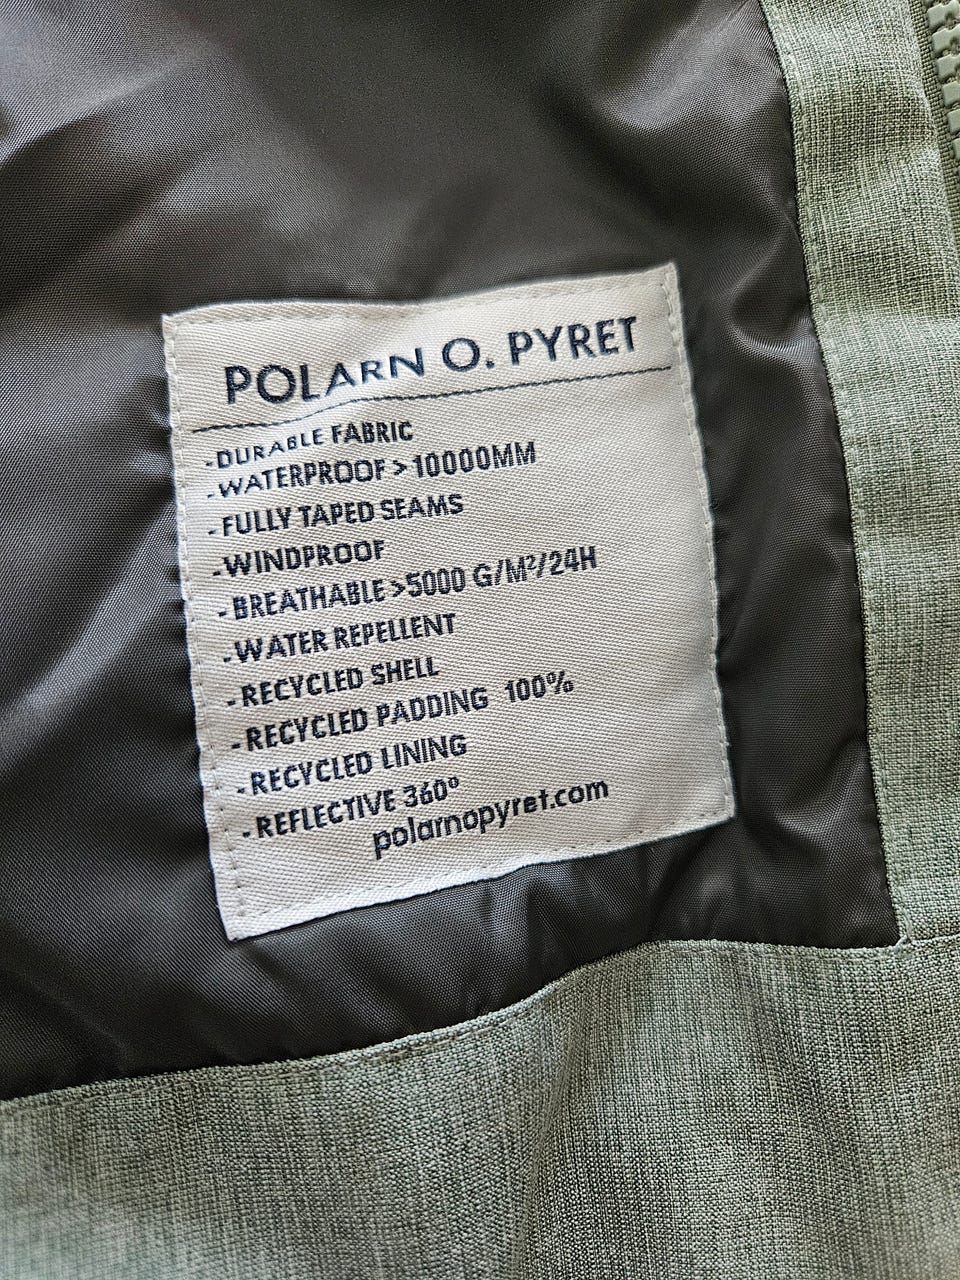 POLARN O. PYRET
-DURABLE FABRIC
-WATERPROOF > 10000MM
-FULLY TAPED SEAMS
-WINDPROOF
-BREATHABLE >5000 G/M²/24H
-WATER REPELLENT
-RECYCLED SHELL
-RECYCLED PADDING 100%
-RECYCLED LINING
-REFLECTIVE 360°
polarnopyret.com